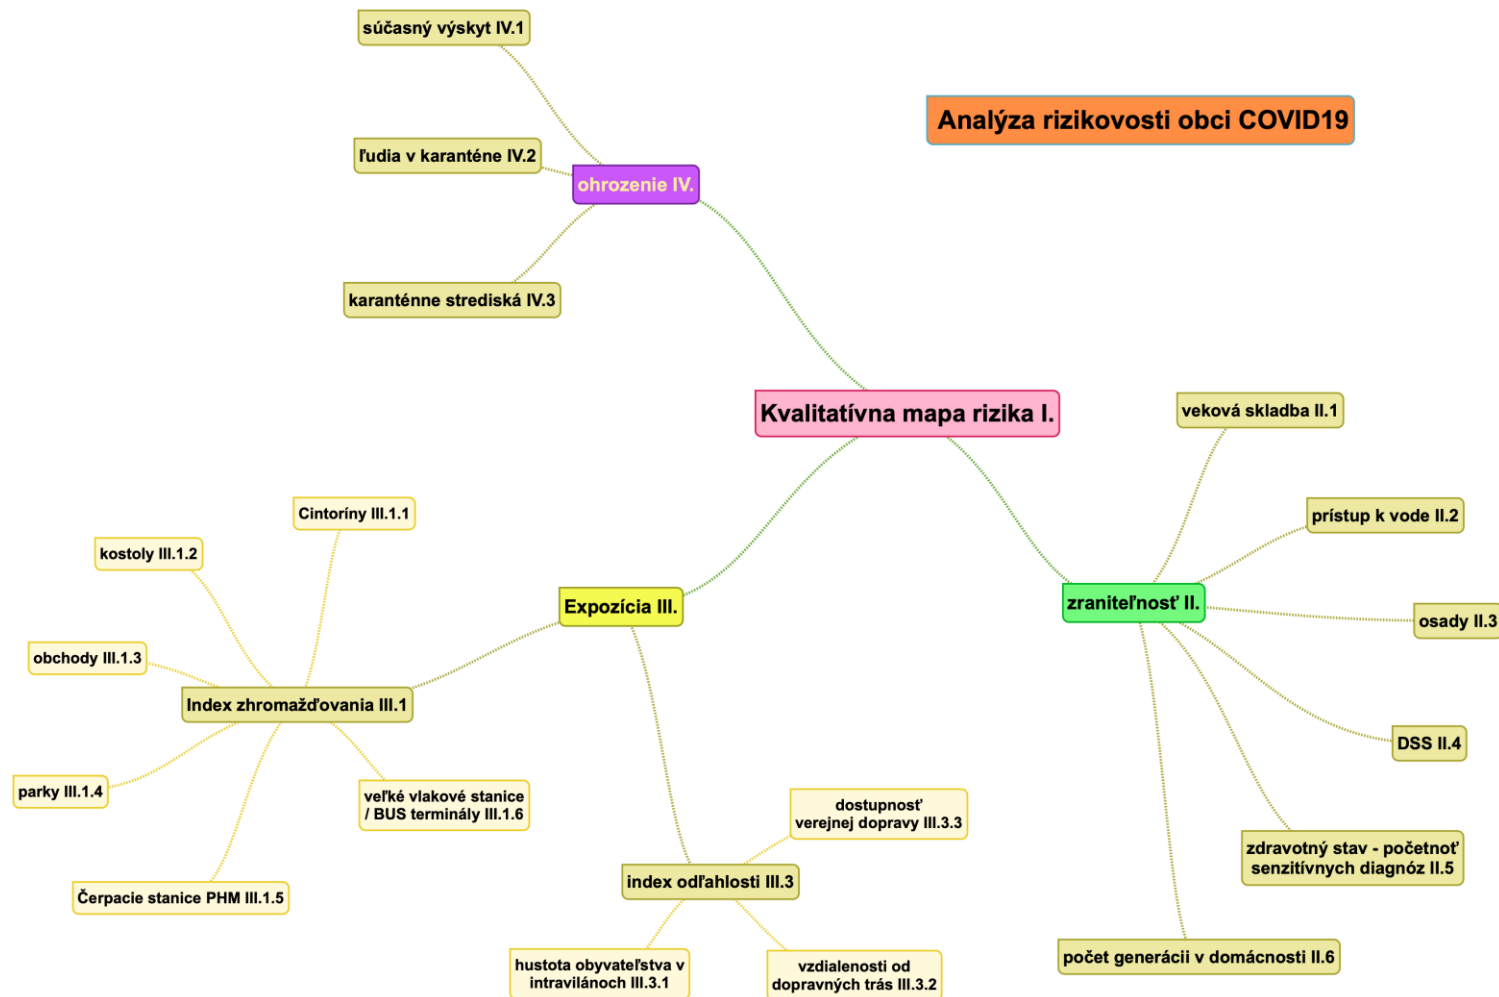 súčasný výskyt IV.1
Analýza rizikovosti obci COVID19
ľudia v karanténe IV.2
ohrozenie IV.
karanténne strediská IV.3
Kvalitatívna mapa rizika I.
veková skladba II.1
Cintoríny III.1.1
prístup k vode II.2
kostoly III.1.2
Expozícia III.
zraniteľnosť II.
osady II.3
obchody III.1.3
Index zhromažďovania III.1
DSS II.4
parky III.1.4
veľké vlakové stanice
/ BUS terminály III.1.6
dostupnosť
verejnej dopravy III.3.3
zdravotný stav - početnoť
senzitívnych diagnóz II.5
index odľahlosti III.3
Čerpacie stanice PHM III.1.5
počet generácii v domácnosti II.6
hustota obyvateľstva v
intravilánoch III.3.1
vzdialenosti od
dopravných trás III.3.2